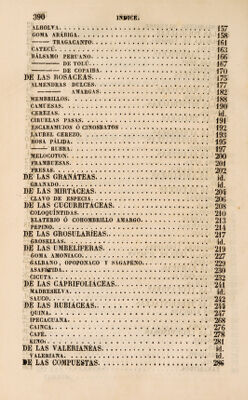 390 INDICE.
ALHOLVA. 157
GOMA ARÁBIGA. 158
—— TRAGACANTO. 161
CATECÚ. 163
BÁLSAMO PERUANO. 166
—— DE TOLÚ. 167
—— DE COPAIBA. 170
DE LAS ROSÁCEAS. 175
ALMENDRAS DULCES. 177
—— AMARGAS. 182
MEMBRILLOS. 188
CAMUESAS. 190
CEREZAS. id.
CIRUELAS PASAS. 191
ESCARAMUJOS Ó CINOSBATOS 192
LAUREL CEREZO. 193
ROSA PÁLIDA. 195
—— RUBRA. 197
MELOCOTON. 200
FRAMBUESAS. 201
FRESAS. 202
DE LAS GRANÁTEAS. id.
GRANADO. id.
DE LAS MIRTÁCEAS. 204
CLAVO DE ESPECIA. 206
DE LAS CUCURBITÁCEAS. 208
COLOQUÍNTIDAS. 210
ELATERIO Ó COHOMBRILLO AMARGO. 213
PEPINO. 214
DE LAS GROSULARIEAS. 217
GROSELLAS. id.
DE LAS UMBELÍFERAS. 219
GOMA AMONIACO. 227
GALBANO, OPOPONACO Y SAGAPENO. 229
ASAFÉTIDA. 230
CICUTA. 232
DE LAS CAPRIFOLIÁCEAS. 241
MADRESELVA. id.
SAUCO. 242
DE LAS RUBIÁCEAS. 244
QUINA. 247
IPECACUANA. 268
CAINCA. 276
CAFÉ. 278
KINO. 281
DE LAS VALERIANEAS. id.
VALERIANA. id.
DE LAS COMPUESTAS. 286